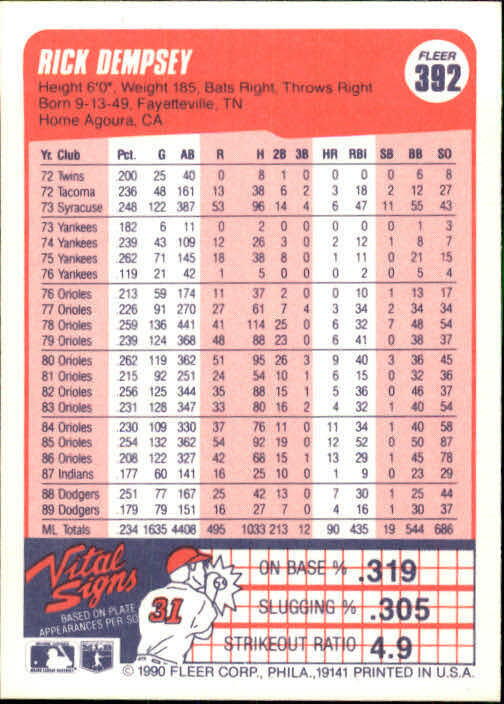 RICK DEMPSEY
FLEER
392
Height 6'0", Weight 185, Bats Right, Throws Right
Born 9-13-49, Fayetteville, TN
Home Agoura, CA
Yr. Club Pct. G AB R H 2B 3B HR RBI SB BB SO
72 Twins .200 25 40 0 8 1 0 0 0 0 6 8
72 Tacoma .236 48 161 13 38 6 2 3 18 2 12 27
73 Syracuse .248 122 387 53 96 14 4 6 47 11 55 43
73 Yankees .182 6 11 0 2 0 0 0 0 0 1 3
74 Yankees .239 43 109 12 26 3 0 2 12 1 8 7
75 Yankees .262 71 145 18 38 8 0 1 11 0 21 15
76 Yankees .119 21 42 1 5 0 0 0 0 0 5 4
76 Orioles .213 59 174 11 37 2 0 0 10 1 13 17
77 Orioles .226 91 270 27 61 7 4 3 34 2 34 34
78 Orioles .259 136 441 41 114 25 0 6 32 7 48 54
79 Orioles .239 124 368 48 88 23 0 6 41 0 38 37
80 Orioles .262 119 362 51 95 26 3 9 40 3 36 45
81 Orioles .215 92 251 24 54 10 1 6 15 0 32 36
82 Orioles .256 125 344 35 88 15 1 5 36 0 46 37
83 Orioles .231 128 347 33 80 16 2 4 32 1 40 54
84 Orioles .230 109 330 37 76 11 0 11 34 1 40 58
85 Orioles .254 132 362 54 92 19 0 12 52 0 50 87
86 Orioles .208 122 327 42 68 15 1 13 29 1 45 78
87 Indians .177 60 141 16 25 10 0 1 9 0 23 29
88 Dodgers .251 77 167 25 42 13 0 7 30 1 25 44
89 Dodgers .179 79 151 16 27 7 0 4 16 1 30 37
ML Totals .234 1635 4408 495 1033 213 12 90 435 19 544 686
Vital Signs
BASED ON PLATE
APPEARANCES PER SO
31
ON BASE % .319
SLUGGING % .305
STRIKEOUT RATIO 4.9
© 1990 FLEER CORP., PHILA., 19141 PRINTED IN U.S.A.